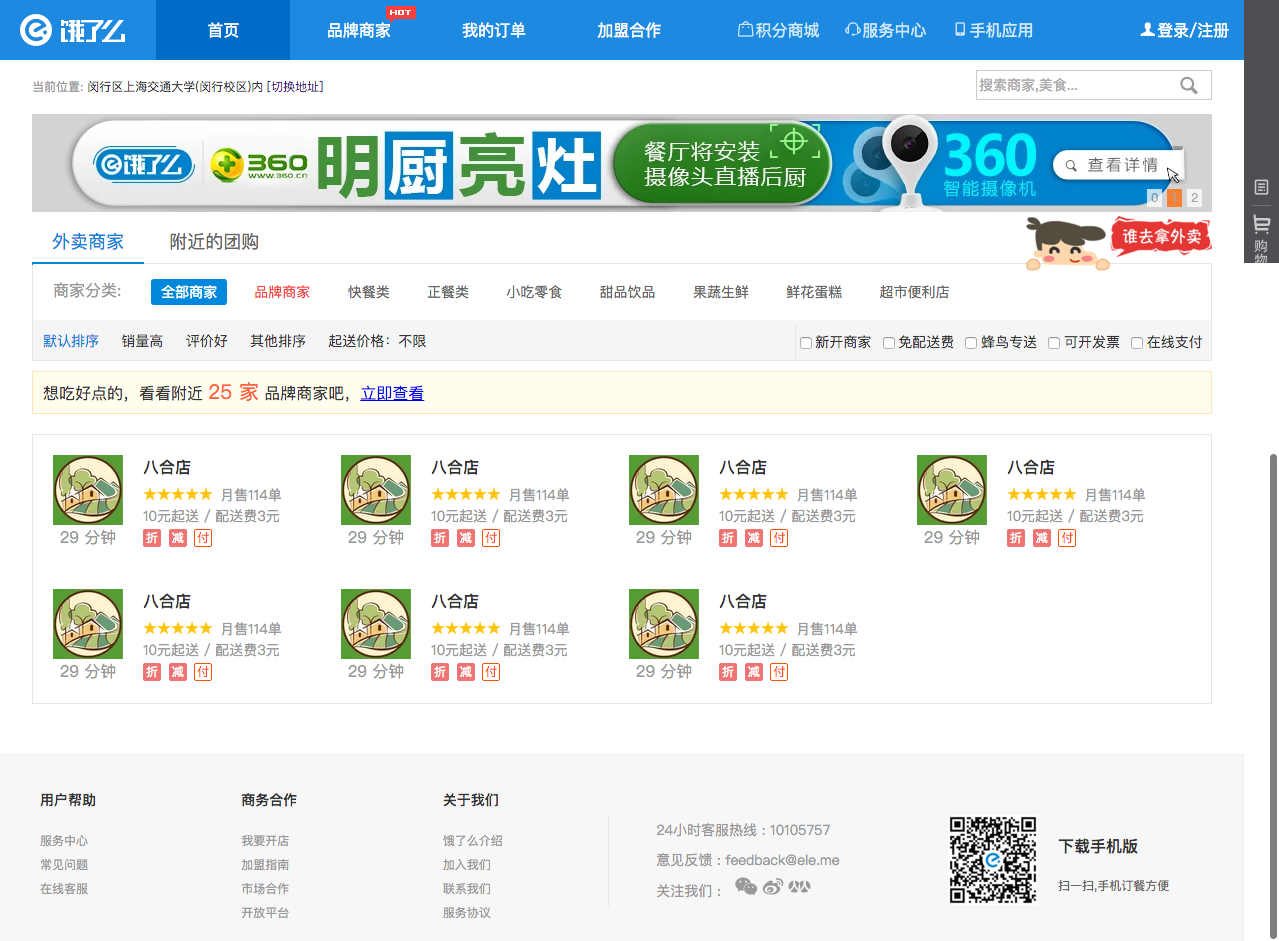 饿了么 首页 品牌商家 HOT 我的订单 加盟合作 积分商城 服务中心 手机应用 登录/注册
当前位置: 闵行区上海交通大学(闵行校区)内 [切换地址] 搜索商家,美食...
饿了么 360 WWW.360.CN 明厨亮灶 餐厅将安装 360 查看详情
摄像头直播后厨 智能摄像机
0 1 2
外卖商家 附近的团购 谁去拿外卖
购物
商家分类: 全部商家 品牌商家 快餐类 正餐类 小吃零食 甜品饮品 果蔬生鲜 鲜花蛋糕 超市便利店
默认排序 销量高 评价好 其他排序 起送价格：不限 新开商家 免配送费 蜂鸟专送 可开发票 在线支付
想吃好点的，看看附近 25 家 品牌商家吧，立即查看
八合店 八合店 八合店 八合店
★★★★★ 月售114单 ★★★★★ 月售114单 ★★★★★ 月售114单 ★★★★★ 月售114单
10元起送 / 配送费3元 10元起送 / 配送费3元 10元起送 / 配送费3元 10元起送 / 配送费3元
29 分钟 折 减 付 29 分钟 折 减 付 29 分钟 折 减 付 29 分钟 折 减 付
八合店 八合店 八合店
★★★★★ 月售114单 ★★★★★ 月售114单 ★★★★★ 月售114单
10元起送 / 配送费3元 10元起送 / 配送费3元 10元起送 / 配送费3元
29 分钟 折 减 付 29 分钟 折 减 付 29 分钟 折 减 付
用户帮助
服务中心
常见问题
在线客服
商务合作
我要开店
加盟指南
市场合作
开放平台
关于我们
饿了么介绍
加入我们
联系我们
服务协议
24小时客服热线 : 10105757
意见反馈 : feedback@ele.me
关注我们 :
下载手机版
扫一扫,手机订餐方便